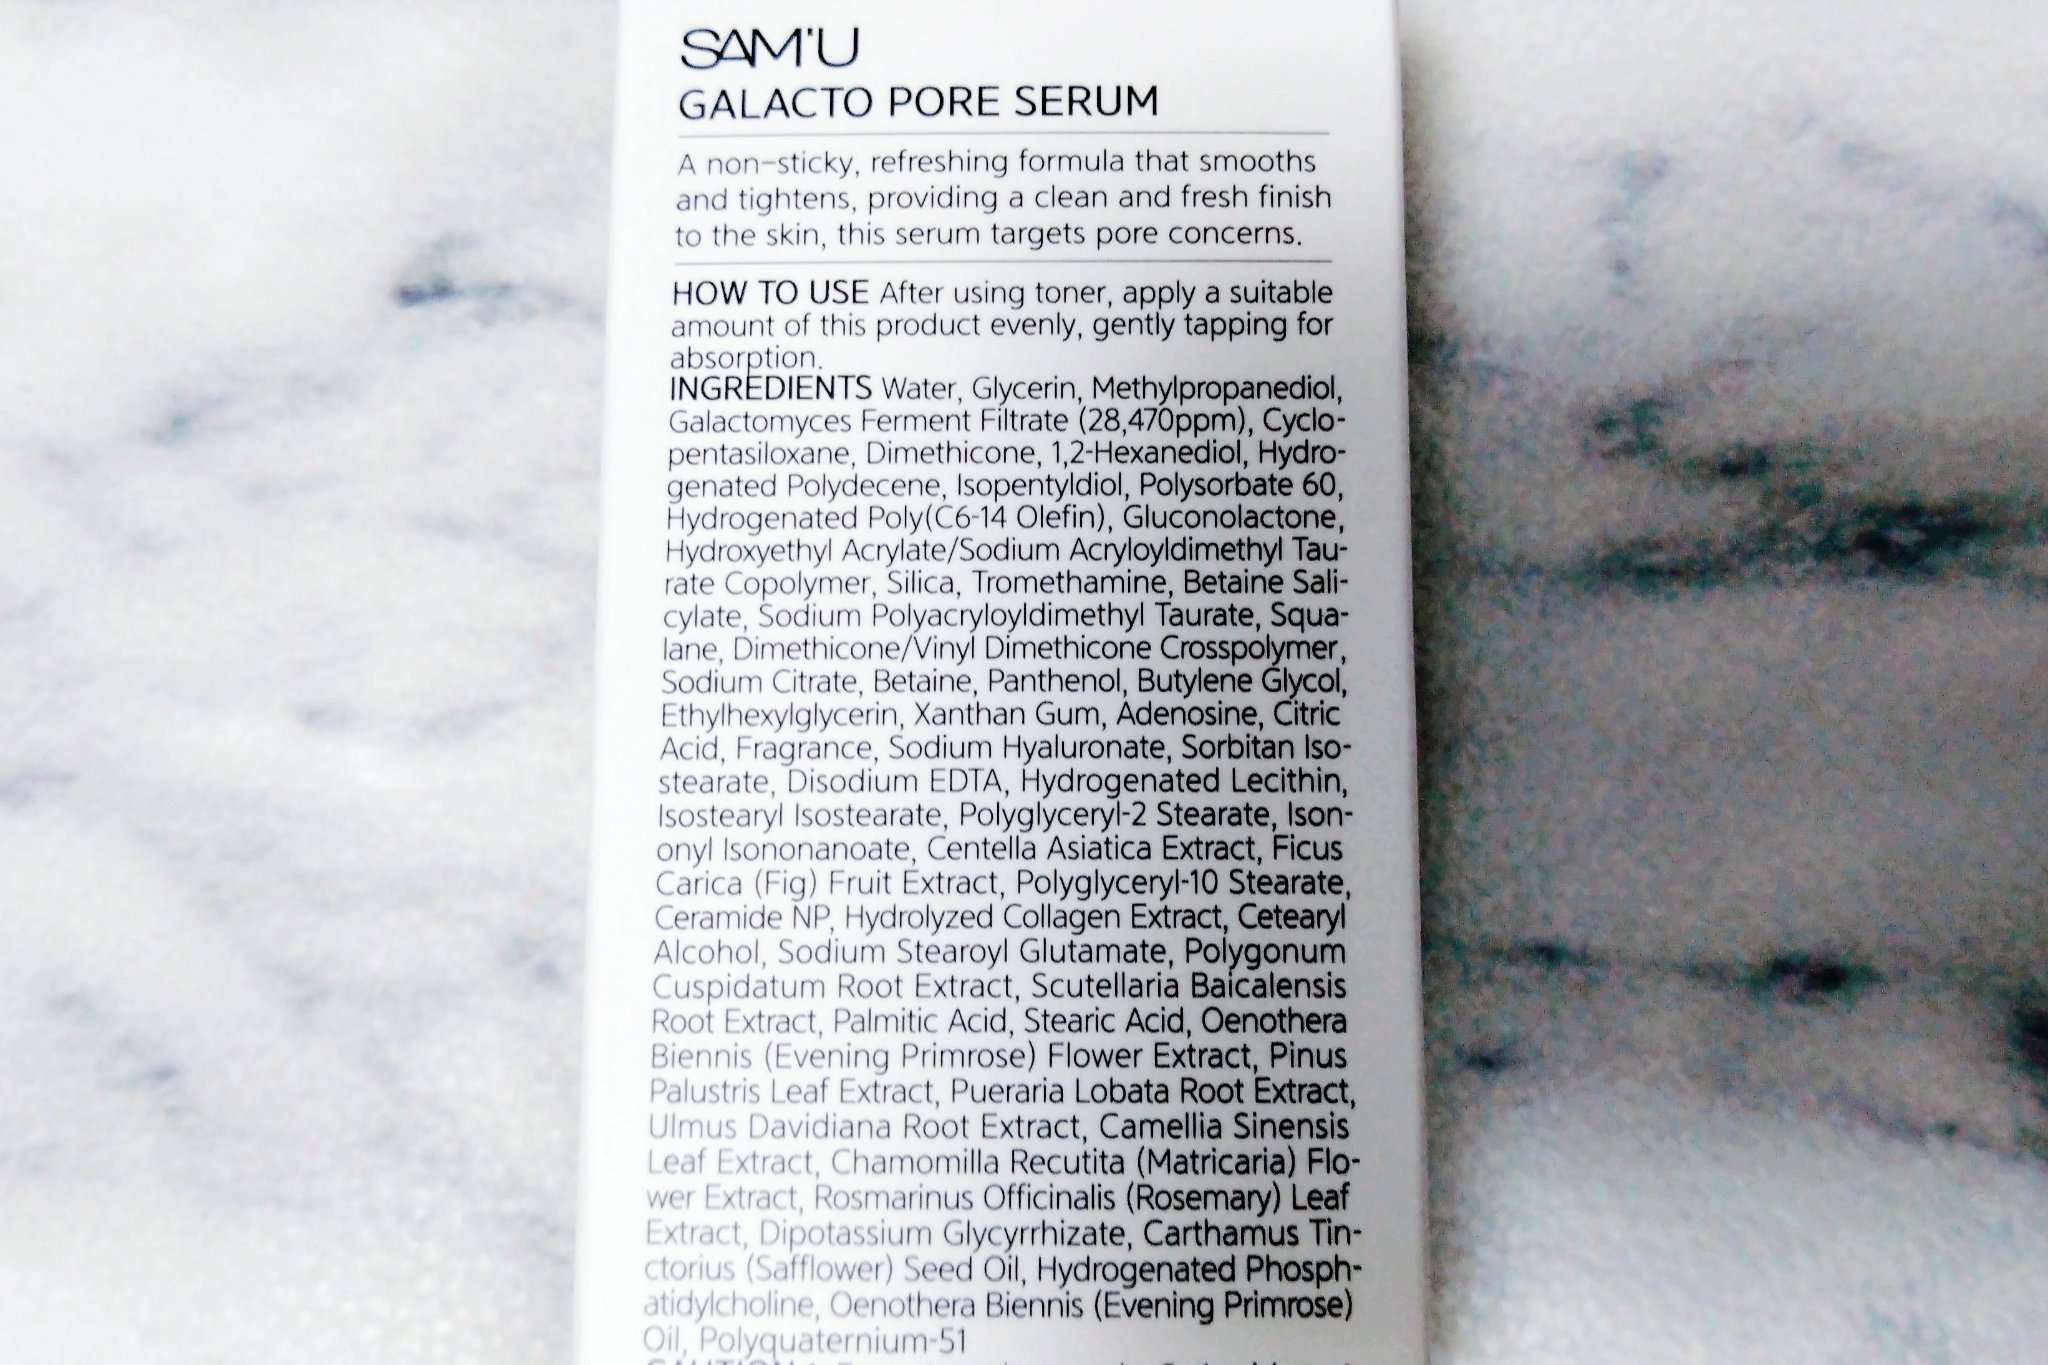 SAM'U
GALACTO PORE SERUM
A non-sticky, refreshing formula that smooths
and tightens, providing a clean and fresh finish
to the skin, this serum targets pore concerns.
HOW TO USE After using toner, apply a suitable
amount of this product evenly, gently tapping for
absorption.
INGREDIENTS Water, Glycerin, Methylpropanediol,
Galactomyces Ferment Filtrate (28,470ppm), Cyclo-
pentasiloxane, Dimethicone, 1,2-Hexanediol, Hydro-
genated Polydecene, Isopentyldiol, Polysorbate 60,
Hydrogenated Poly(C6-14 Olefin), Gluconolactone,
Hydroxyethyl Acrylate/Sodium Acryloyldimethyl Tau-
rate Copolymer, Silica, Tromethamine, Betaine Sali-
cylate, Sodium Polyacryloyldimethyl Taurate, Squa-
lane, Dimethicone/Vinyl Dimethicone Crosspolymer,
Sodium Citrate, Betaine, Panthenol, Butylene Glycol,
Ethylhexylglycerin, Xanthan Gum, Adenosine, Citric
Acid, Fragrance, Sodium Hyaluronate, Sorbitan Iso-
stearate, Disodium EDTA, Hydrogenated Lecithin,
Isostearyl Isostearate, Polyglyceryl-2 Stearate, Ison-
onyl Isononanoate, Centella Asiatica Extract, Ficus
Carica (Fig) Fruit Extract, Polyglyceryl-10 Stearate,
Ceramide NP, Hydrolyzed Collagen Extract, Cetearyl
Alcohol, Sodium Stearoyl Glutamate, Polygonum
Cuspidatum Root Extract, Scutellaria Baicalensis
Root Extract, Palmitic Acid, Stearic Acid, Oenothera
Biennis (Evening Primrose) Flower Extract, Pinus
Palustris Leaf Extract, Pueraria Lobata Root Extract,
Ulmus Davidiana Root Extract, Camellia Sinensis
Leaf Extract, Chamomilla Recutita (Matricaria) Flo-
wer Extract, Rosmarinus Officinalis (Rosemary) Leaf
Extract, Dipotassium Glycyrrhizate, Carthamus Tin-
ctorius (Safflower) Seed Oil, Hydrogenated Phosph-
atidylcholine, Oenothera Biennis (Evening Primrose)
Oil, Polyquaternium-51